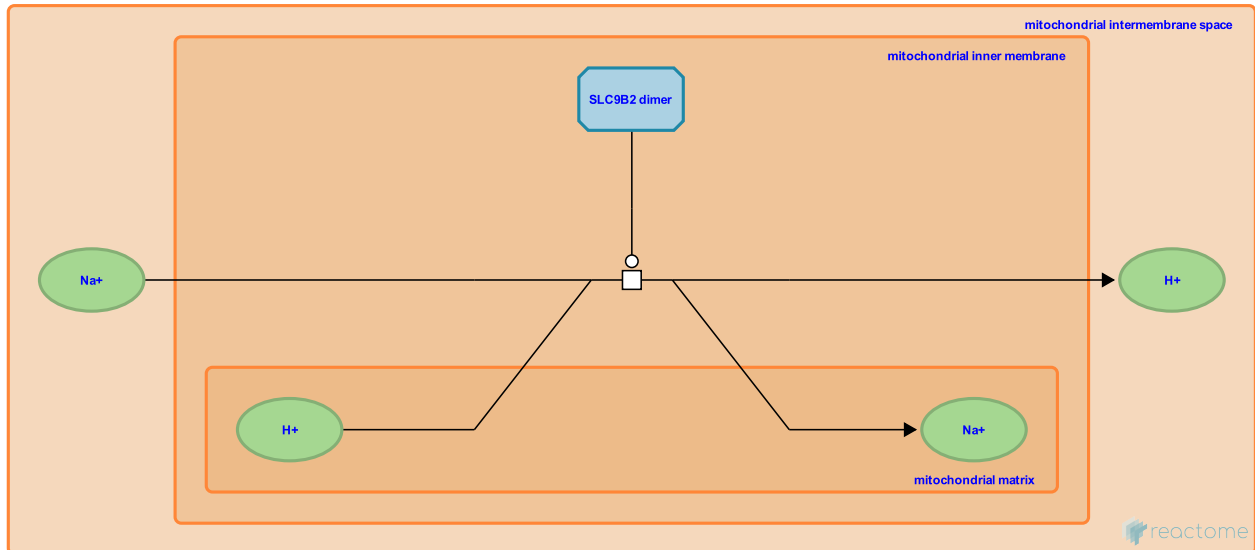 mitochondrial intermembrane space
mitochondrial inner membrane
SLC9B2 dimer
Na+
H+
H+
Na+
mitochondrial matrix
reactome